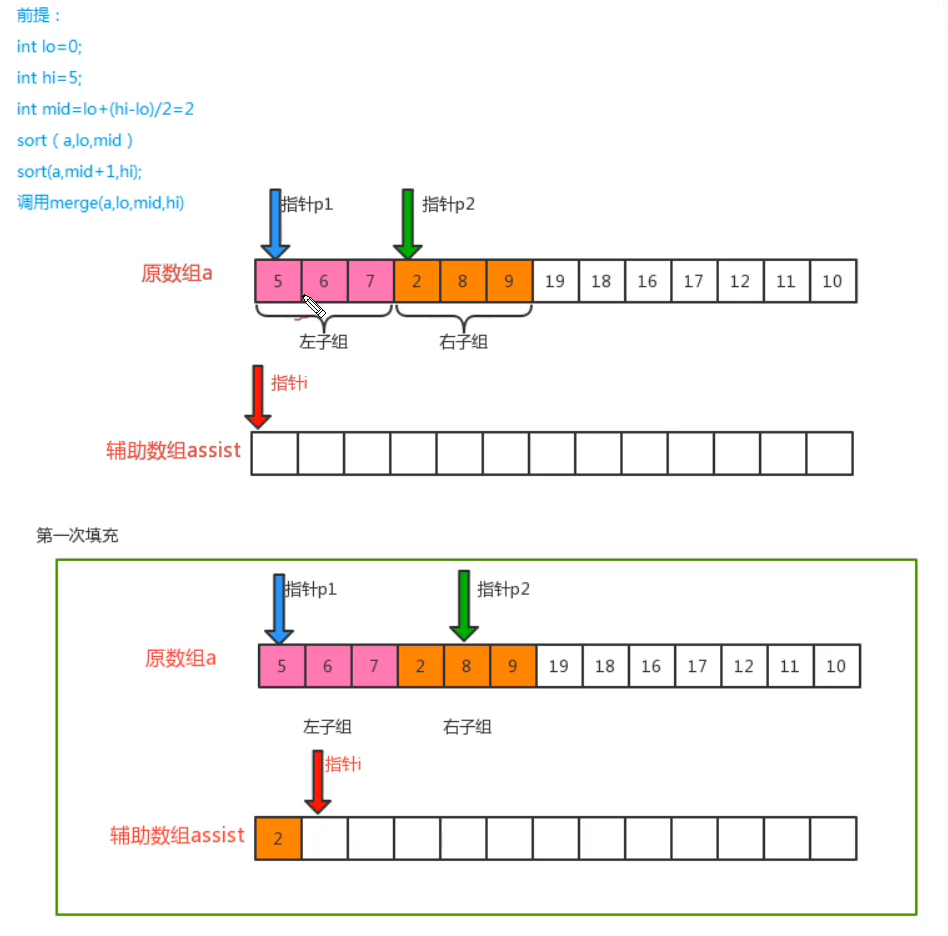 前提：
int lo=0;
int hi=5;
int mid=lo+(hi-lo)/2=2
sort（a,lo,mid）
sort(a,mid+1,hi);
调用merge(a,lo,mid,hi)
指针p1 指针p2
原数组a 5 6 7 2 8 9 19 18 16 17 12 11 10
左子组 右子组
指针i
辅助数组assist
第一次填充
指针p1 指针p2
原数组a 5 6 7 2 8 9 19 18 16 17 12 11 10
左子组 右子组
指针i
辅助数组assist 2